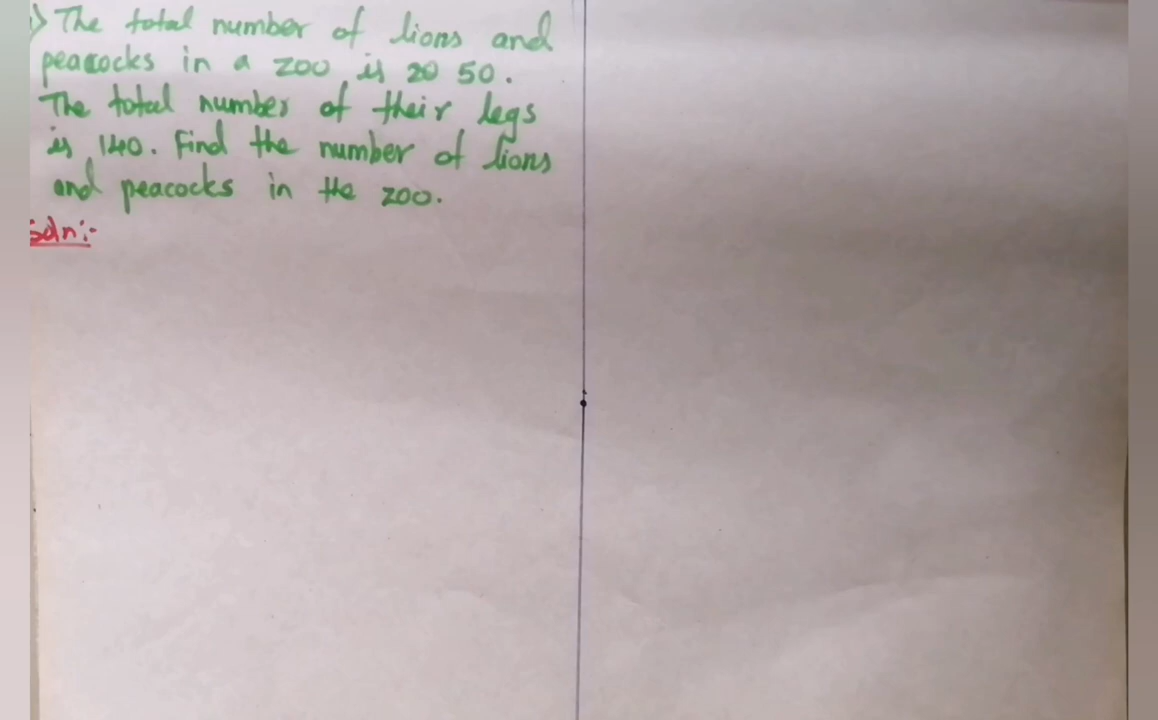 ) The total number of lions and
peacocks in a zoo is 20 50.
The total number of their legs
is 140. Find the number of lions
and peacocks in the zoo.
Soln:-